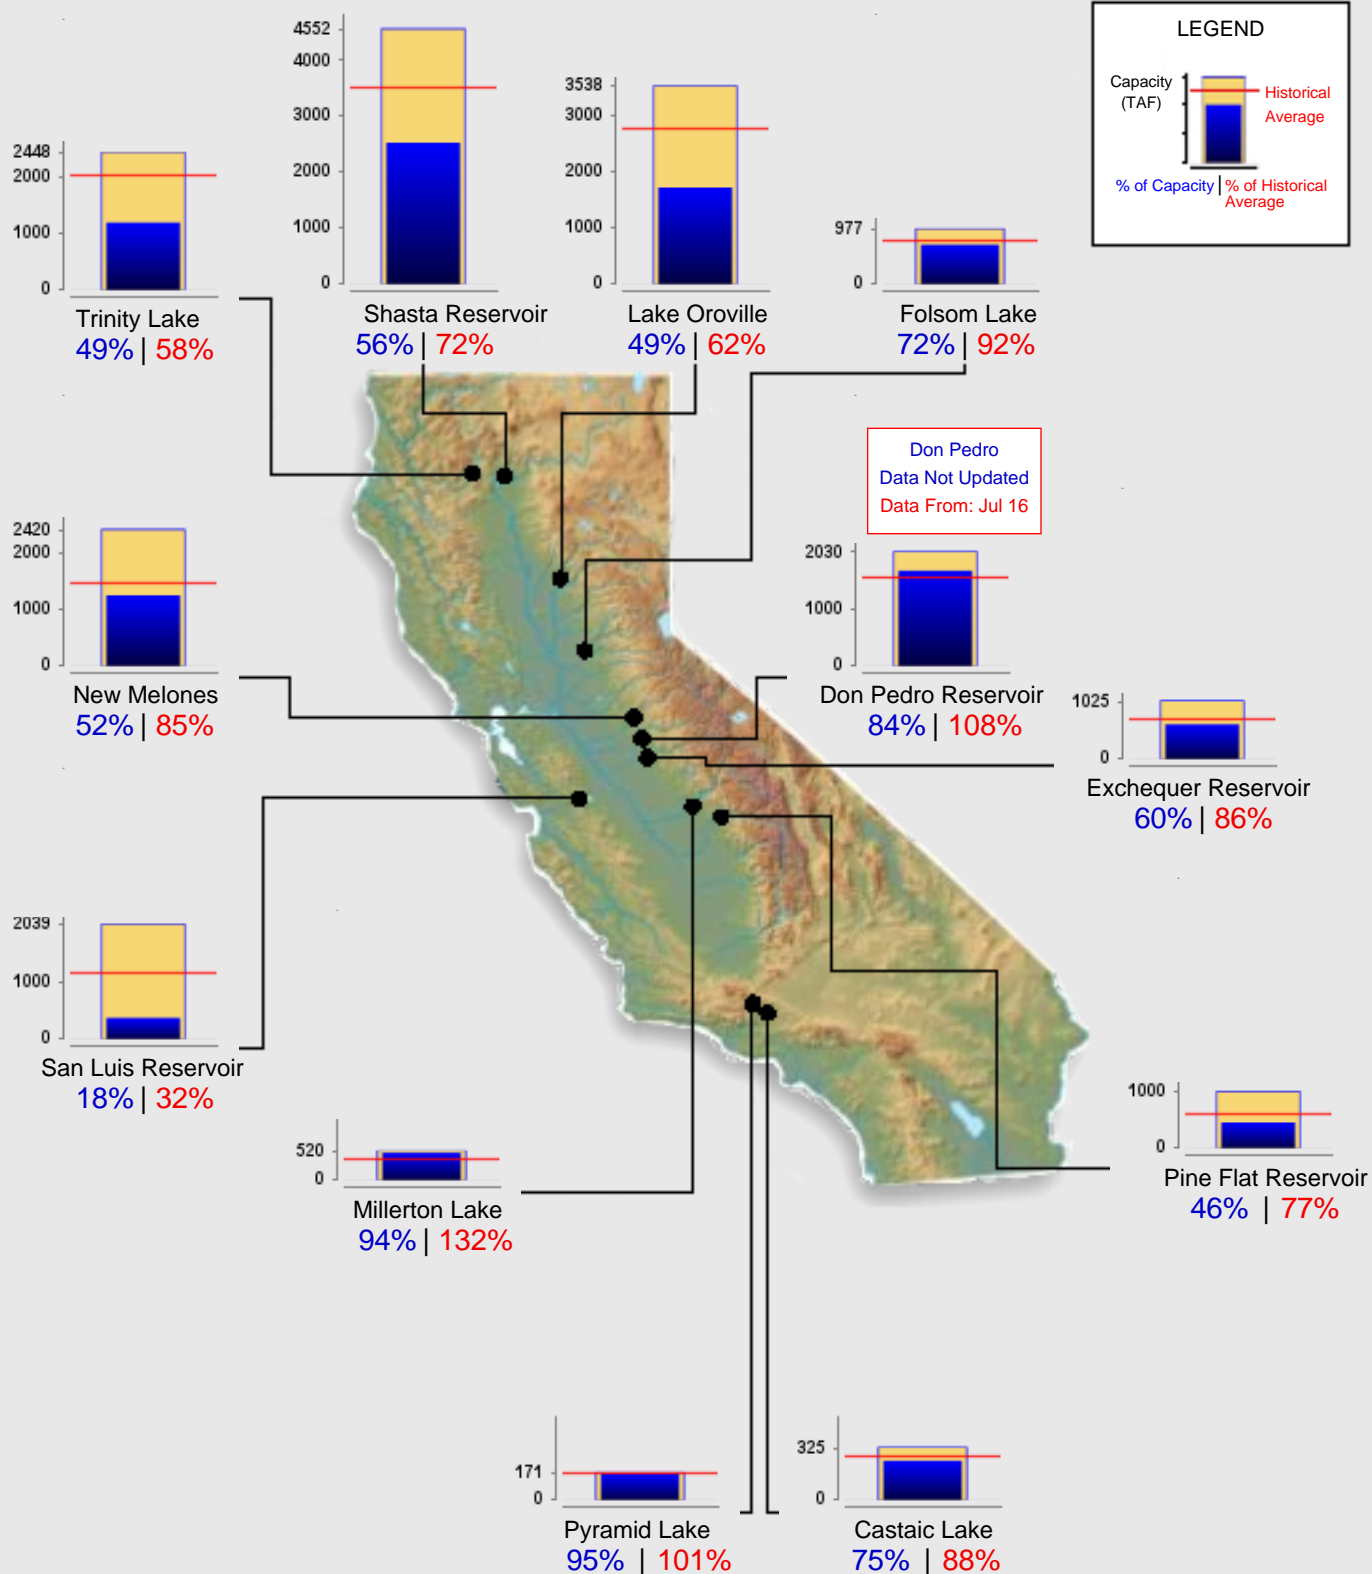 LEGEND
Capacity
(TAF)
Historical
Average
% of Capacity | % of Historical
Average
4552
4000
3000
2000
1000
0
Shasta Reservoir
56% | 72%
3538
3000
2000
1000
0
Lake Oroville
49% | 62%
2448
2000
1000
0
Trinity Lake
49% | 58%
977
0
Folsom Lake
72% | 92%
Don Pedro
Data Not Updated
Data From: Jul 16
2420
2000
1000
0
New Melones
52% | 85%
2030
1000
0
Don Pedro Reservoir
84% | 108%
1025
0
Exchequer Reservoir
60% | 86%
2039
1000
0
San Luis Reservoir
18% | 32%
520
0
Millerton Lake
94% | 132%
1000
0
Pine Flat Reservoir
46% | 77%
171
0
Pyramid Lake
95% | 101%
325
0
Castaic Lake
75% | 88%